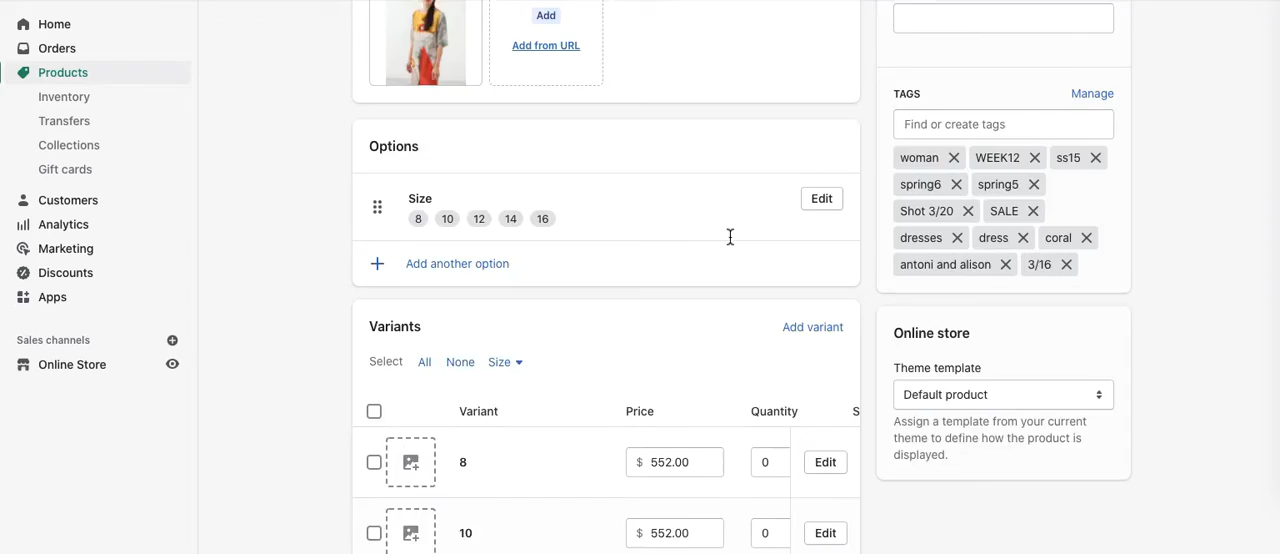 Home
Orders
Products
Inventory
Transfers
Collections
Gift cards
Customers
Analytics
Marketing
Discounts
Apps
Sales channels
Online Store
Add
Add from URL
Options
Size
8 10 12 14 16
Edit
Add another option
Variants
Add variant
Select All None Size
Variant Price Quantity S
8 $ 552.00 0 Edit
10 $ 552.00 0 Edit
TAGS Manage
Find or create tags
woman WEEK12 ss15
spring6 spring5
Shot 3/20 SALE
dresses dress coral
antoni and alison 3/16
Online store
Theme template
Default product
Assign a template from your current
theme to define how the product is
displayed.